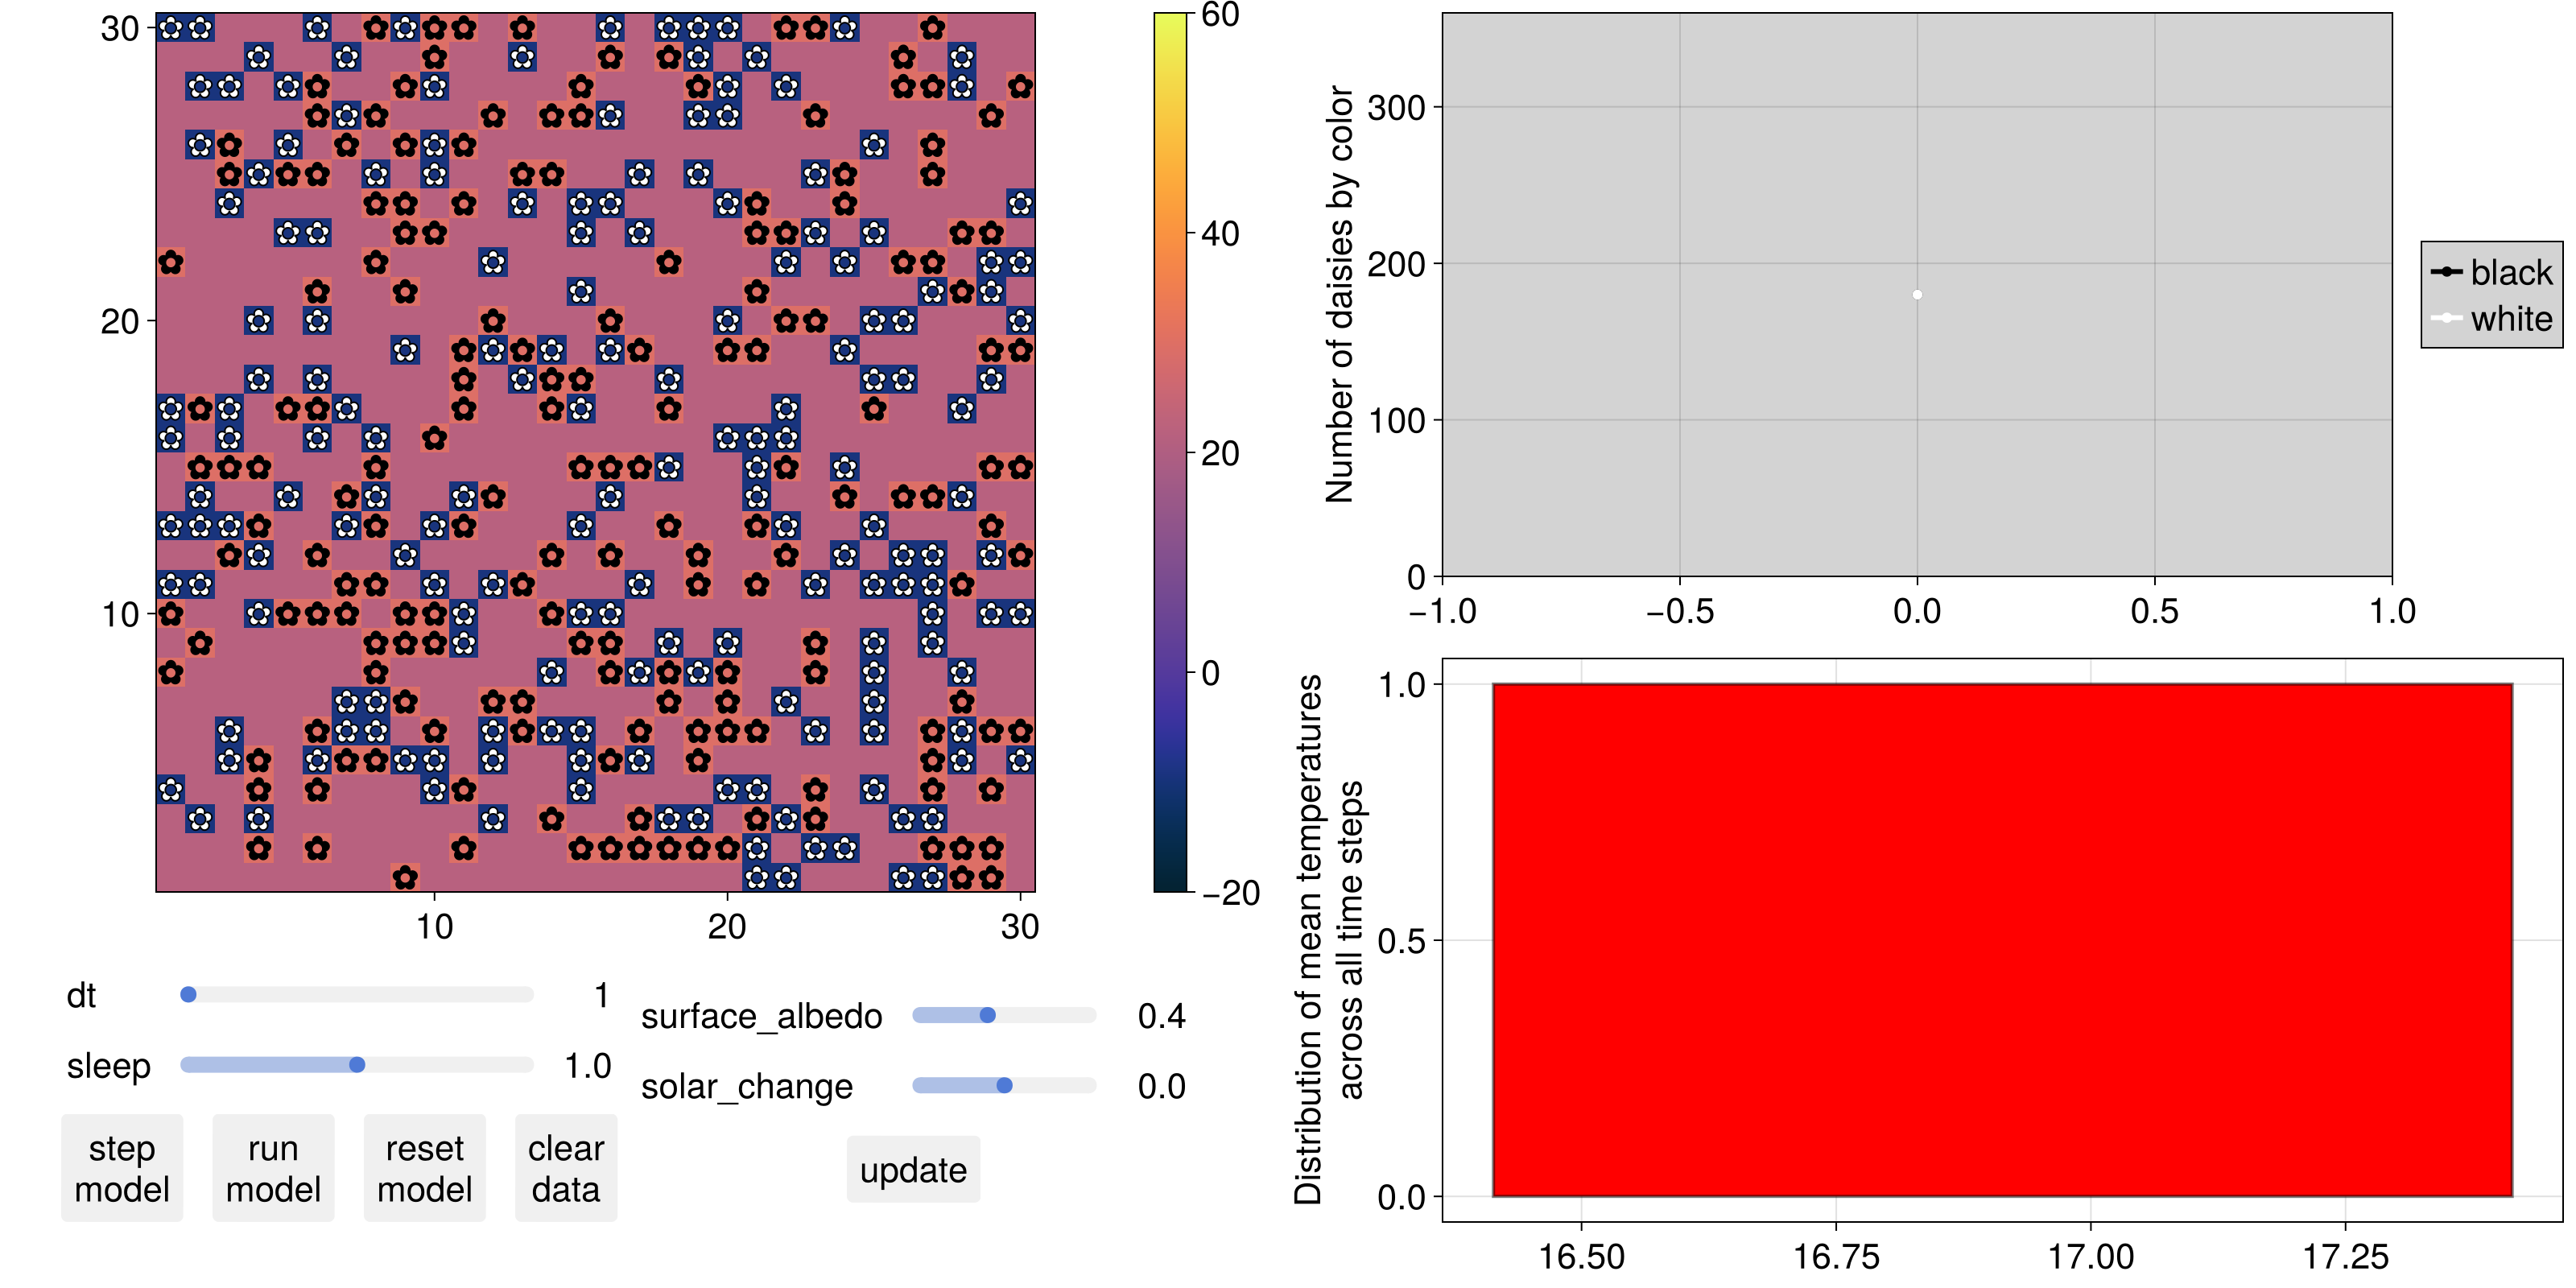 30
20
10
10
20
30
60
40
20
0
−20
Number of daisies by color
300
200
100
0
−1.0
−0.5
0.0
0.5
1.0
black
white
Distribution of mean temperatures
across all time steps
1.0
0.5
0.0
16.50
16.75
17.00
17.25
dt
1
sleep
1.0
surface_albedo
0.4
solar_change
0.0
step
model
run
model
reset
model
clear
data
update